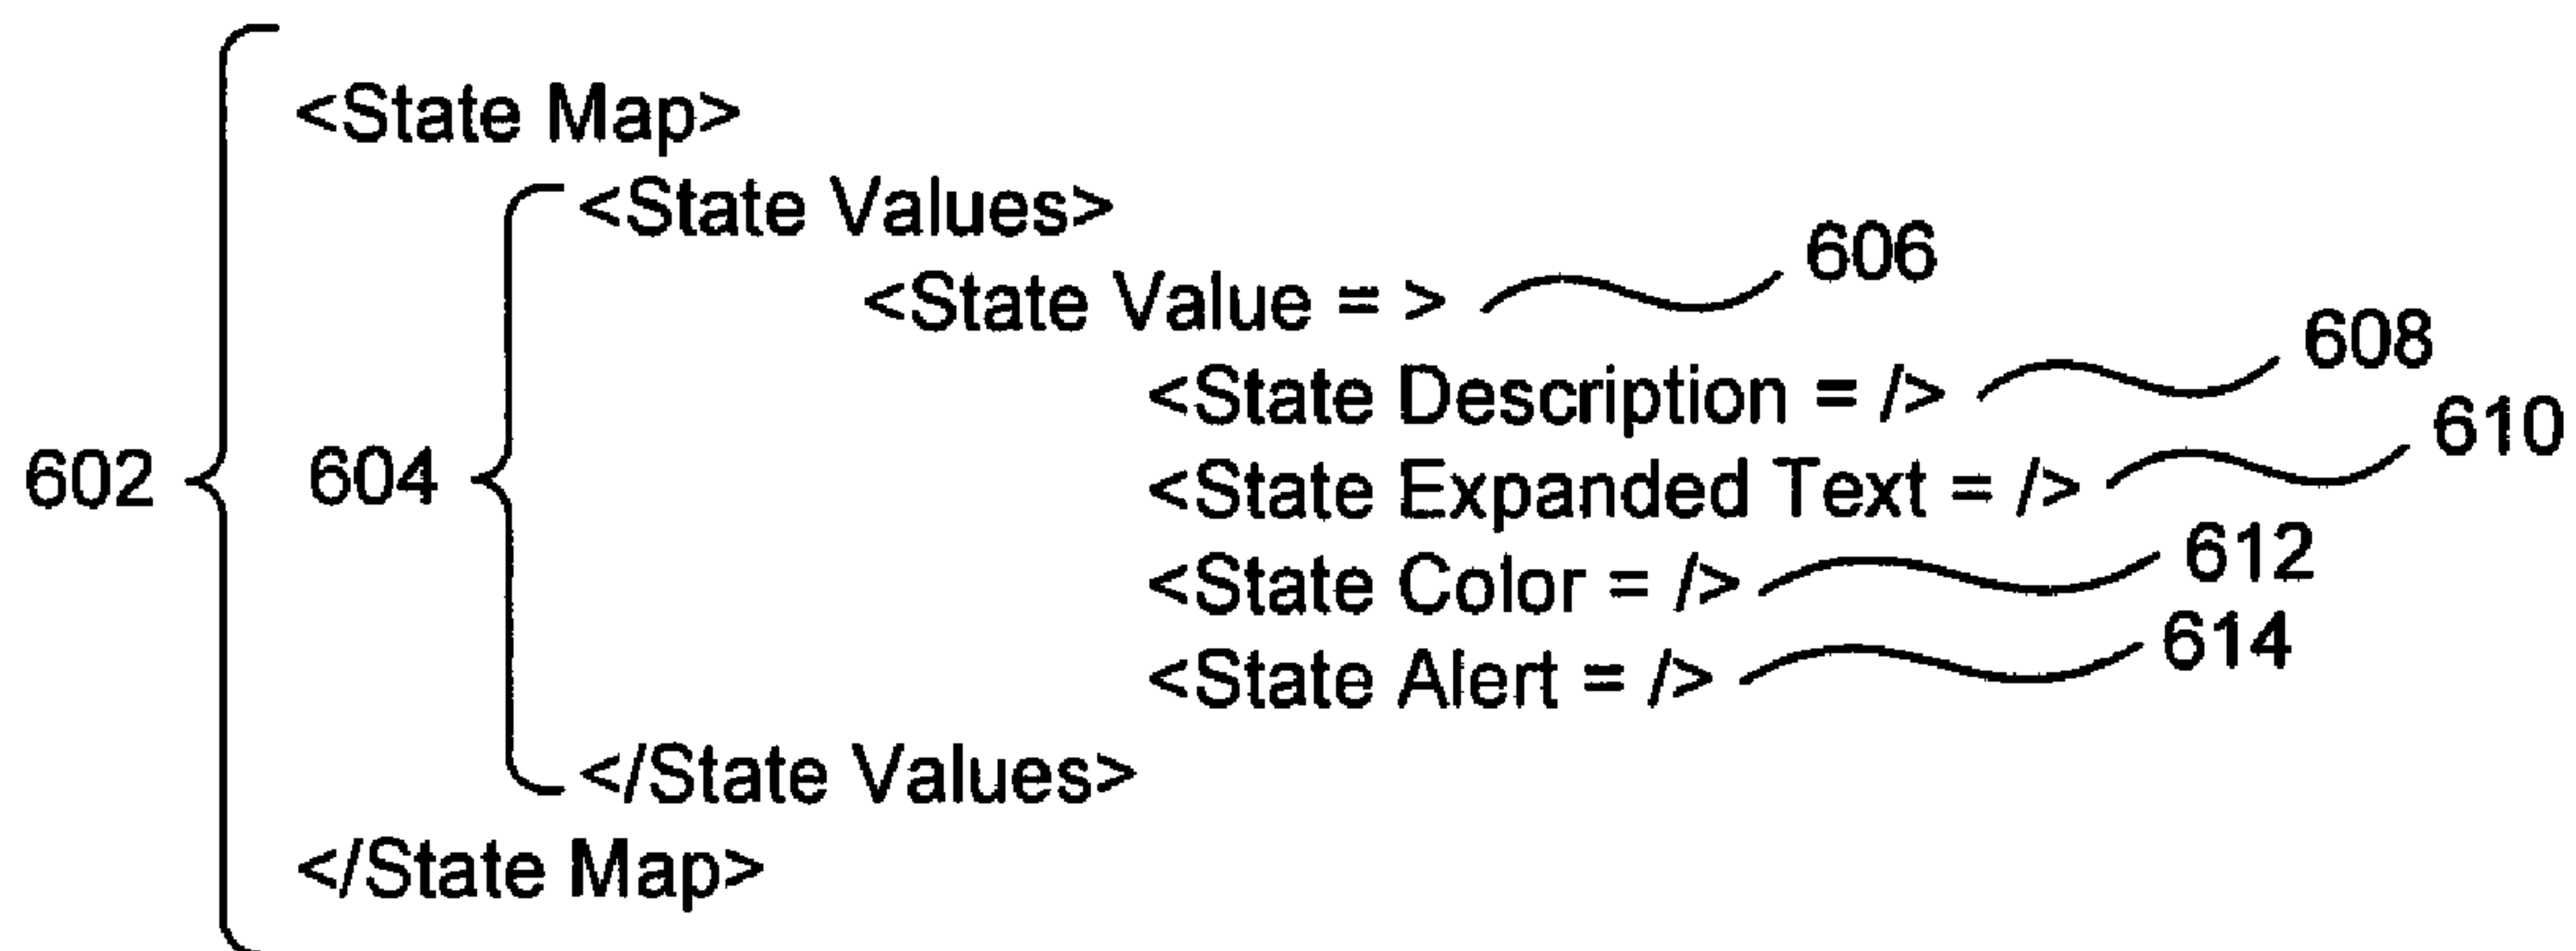 <State Map>
<State Values>
<State Value = > 606
<State Description = /> 608
602 604 <State Expanded Text = /> 610
<State Color = /> 612
<State Alert = /> 614
</State Values>
</State Map>